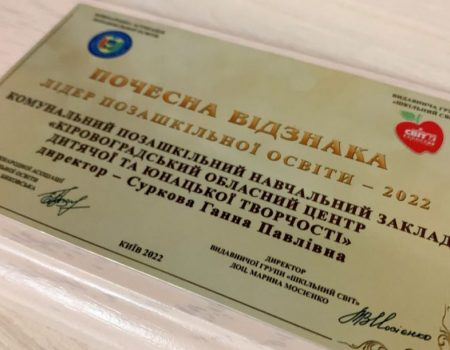 ПОЧЕСНА ВІДЗНАКА
ЛІДЕР ПОЗАШКІЛЬНОЇ ОСВІТИ – 2022
КОМУНАЛЬНИЙ ПОЗАШКІЛЬНИЙ НАВЧАЛЬНИЙ ЗАКЛАД
«КІРОВОГРАДСЬКИЙ ОБЛАСНИЙ ЦЕНТР
ДИТЯЧОЇ ТА ЮНАЦЬКОЇ ТВОРЧОСТІ»
директор – Суркова Ганна Павлівна
ВИДАВНИЧА ГРУПА
«ШКІЛЬНИЙ СВІТ»
СВІТ
КИЇВ 2022
ДИРЕКТОР
ВИДАВНИЧОЇ ГРУПИ «ШКІЛЬНИЙ СВІТ»
ДОЦ. МАРИНА МОСІЄНКО